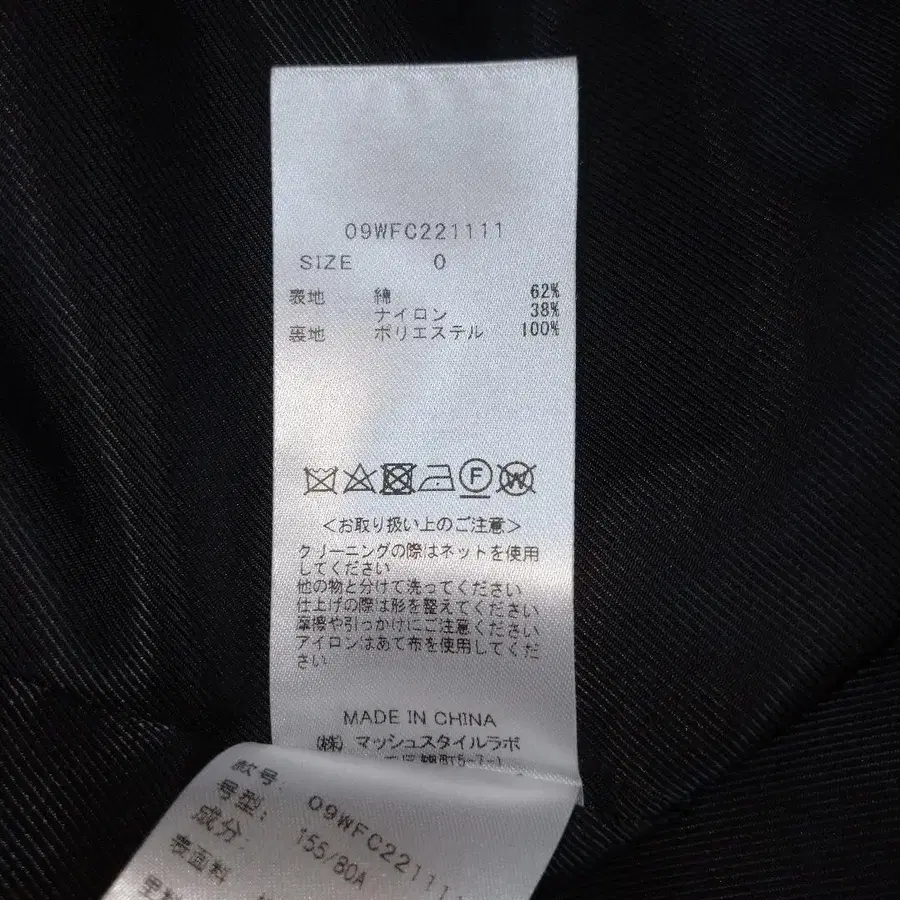 09WFC221111
SIZE 0
表地 綿 62%
ナイロン 38%
裏地 ポリエステル 100%
F W
<お取り扱い上のご注意>
クリーニングの際はネットを使用
してください
他の物と分けて洗ってください
仕上げの際は形を整えてください
摩擦や引っかけにご注意ください
アイロンはあて布を使用してくだ
さい
MADE IN CHINA
(株) マッシュスタイルラボ
款号: 09WFC22111
号型: 155/80A
成分:
表面料